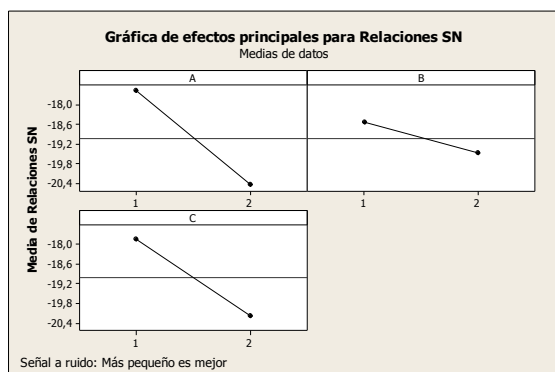 Gráfica de efectos principales para Relaciones SN
Medias de datos
Media de Relaciones SN
A
B
-18,0
-18,6
-19,2
-19,8
-20,4
1
2
1
2
C
-18,0
-18,6
-19,2
-19,8
-20,4
1
2
Señal a ruido: Más pequeño es mejor